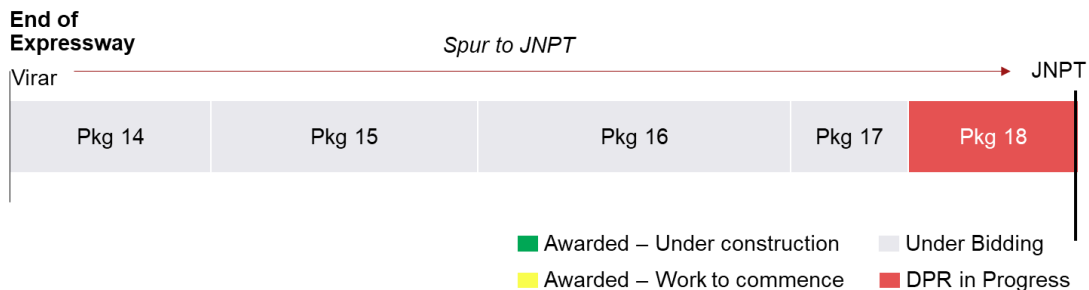 End of
Expressway
Spur to JNPT
Virar
JNPT
Pkg 14
Pkg 15
Pkg 16
Pkg 17
Pkg 18
Awarded – Under construction
Under Bidding
Awarded – Work to commence
DPR in Progress